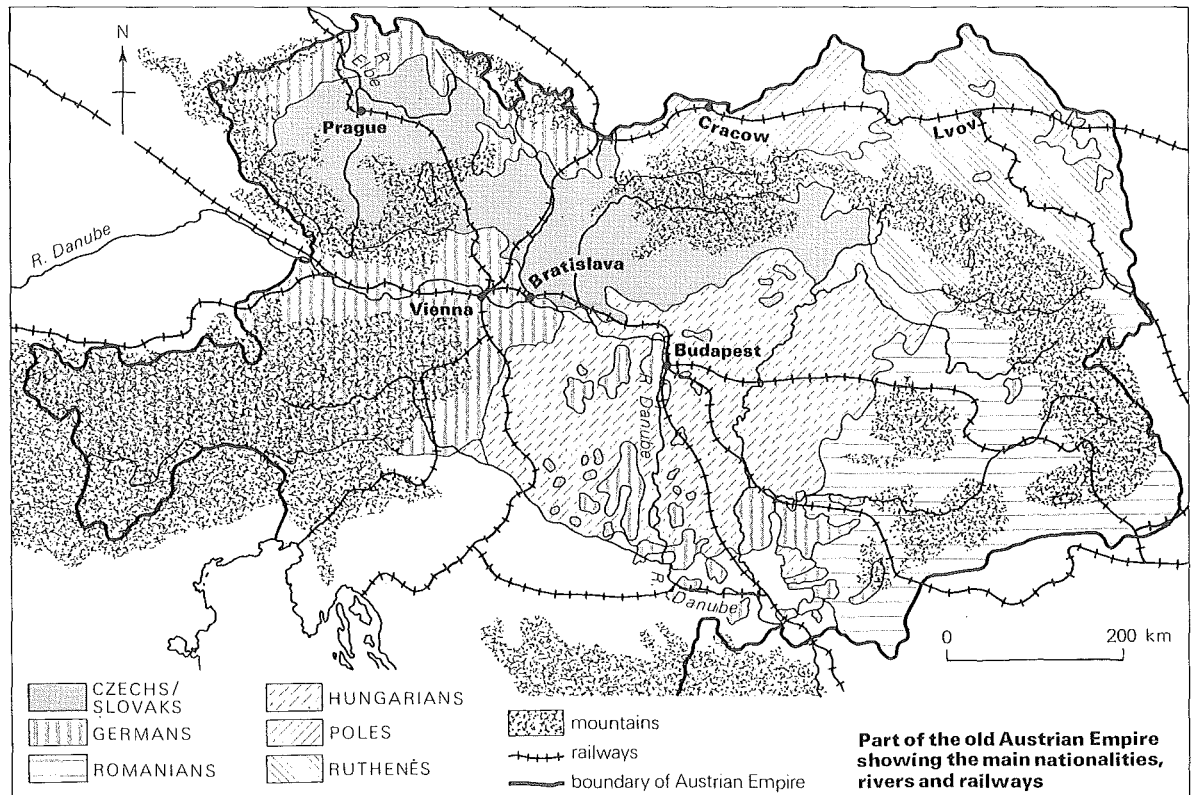 N
R. Elbe
Prague
Cracow
Lvov
R. Danube
Bratislava
Vienna
Budapest
R Danube
R Danube
0 200 km
CZECHS/
SLOVAKS
GERMANS
ROMANIANS
HUNGARIANS
POLES
RUTHENĖS
mountains
railways
boundary of Austrian Empire
Part of the old Austrian Empire
showing the main nationalities,
rivers and railways